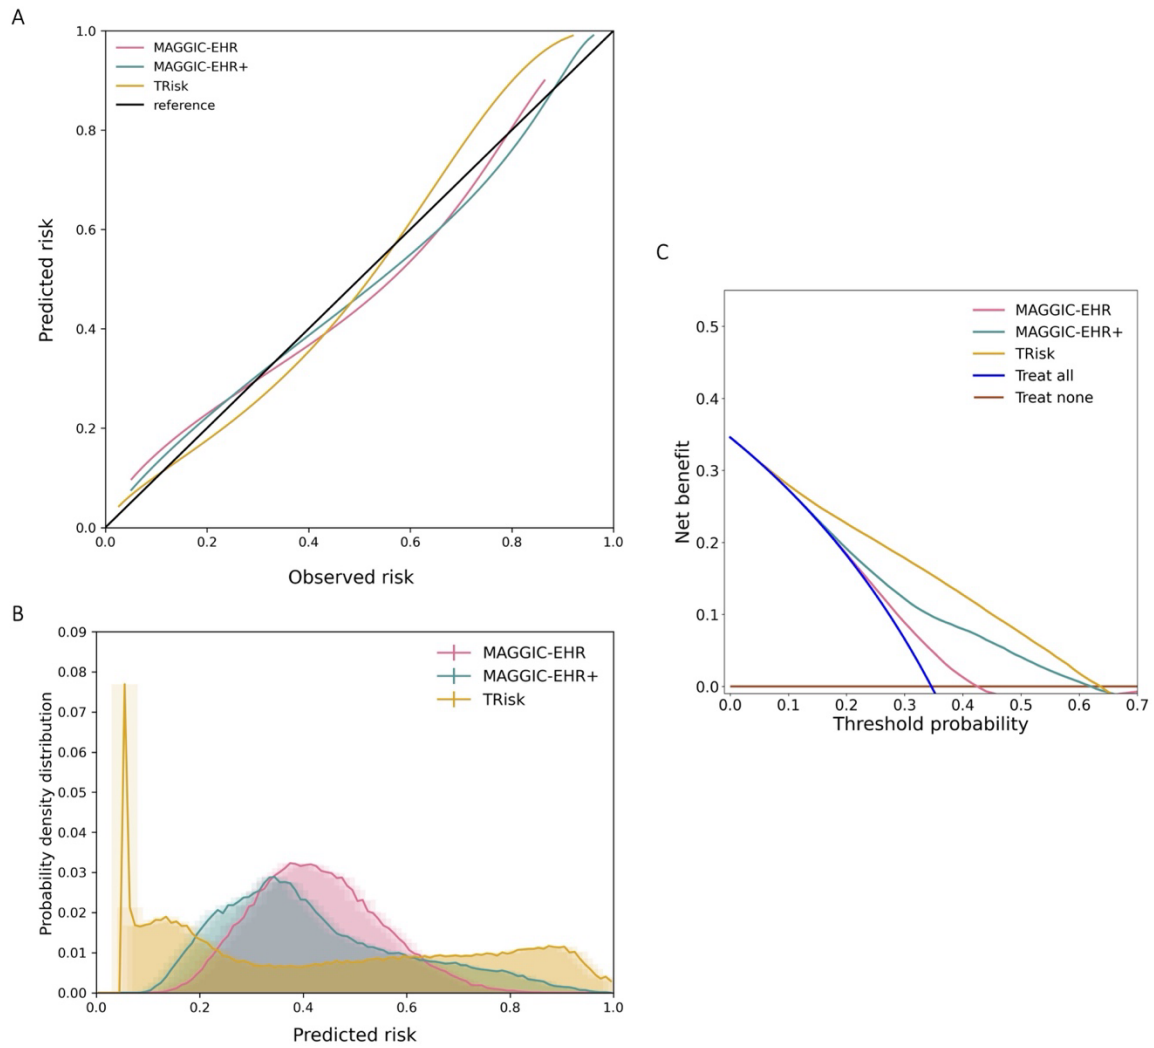 A
MAGGIC-EHR
MAGGIC-EHR+
TRisk
reference
1.0
0.8
0.6
0.4
0.2
0.0
Predicted risk
0.0 0.2 0.4 0.6 0.8 1.0
Observed risk
B
MAGGIC-EHR
MAGGIC-EHR+
TRisk
0.09
0.08
0.07
0.06
0.05
0.04
0.03
0.02
0.01
0.00
Probability density distribution
0.0 0.2 0.4 0.6 0.8 1.0
Predicted risk
C
MAGGIC-EHR
MAGGIC-EHR+
TRisk
Treat all
Treat none
0.5
0.4
0.3
0.2
0.1
0.0
Net benefit
0.0 0.1 0.2 0.3 0.4 0.5 0.6 0.7
Threshold probability